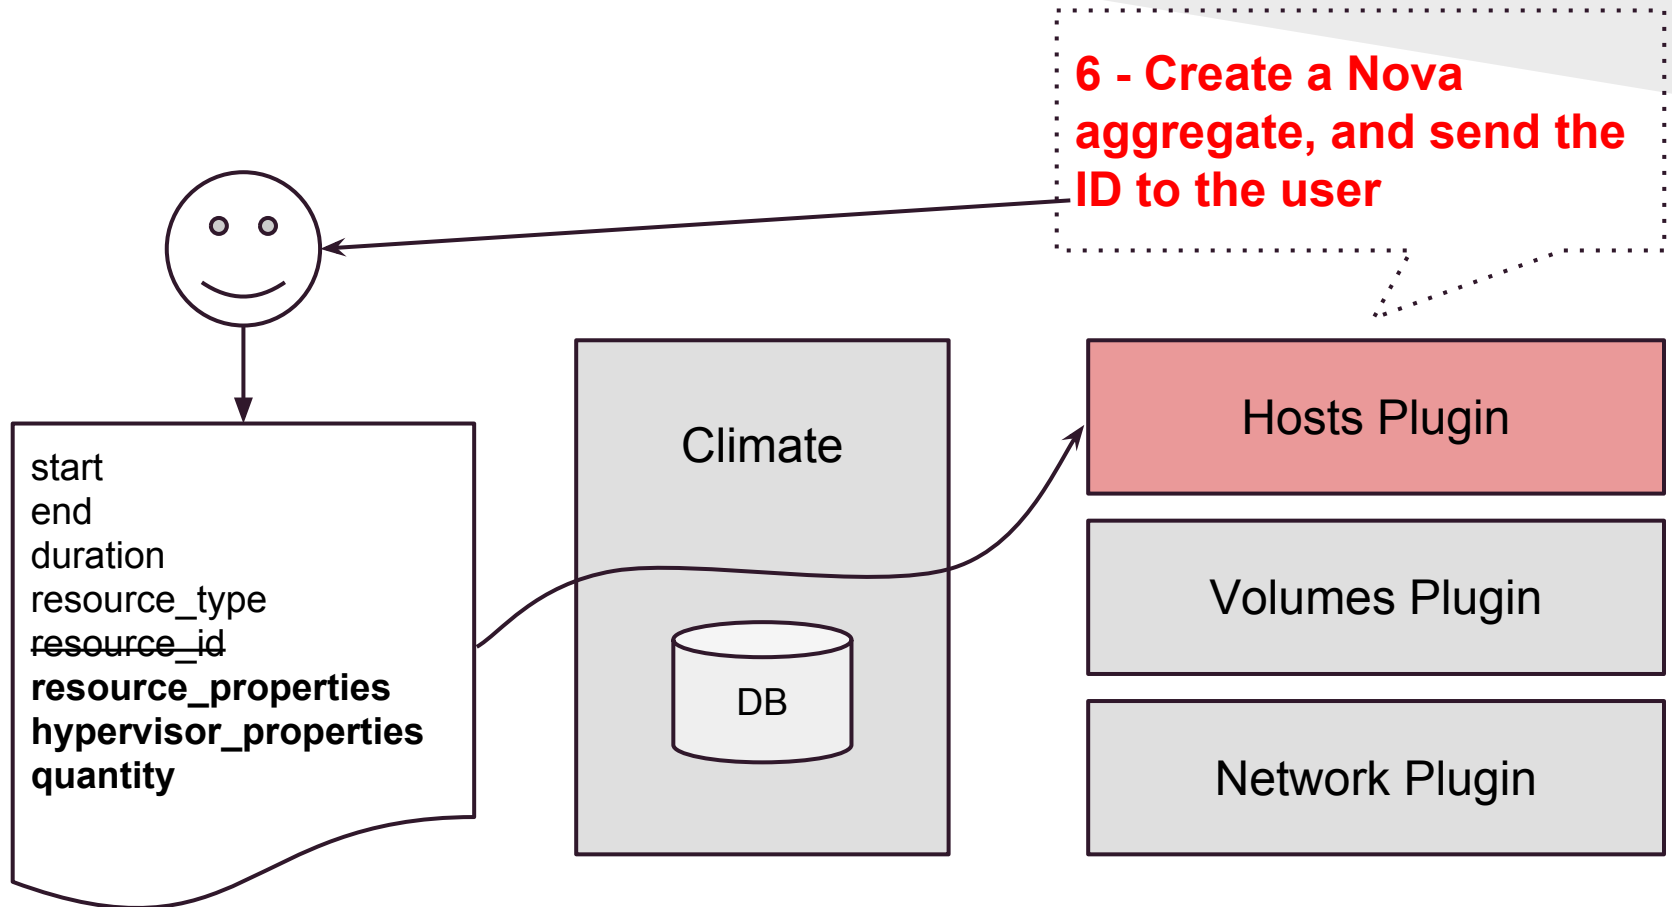 6 - Create a Nova
aggregate, and send the
ID to the user
start
end
duration
resource_type
resource_id
resource_properties
hypervisor_properties
quantity
Climate
DB
Hosts Plugin
Volumes Plugin
Network Plugin